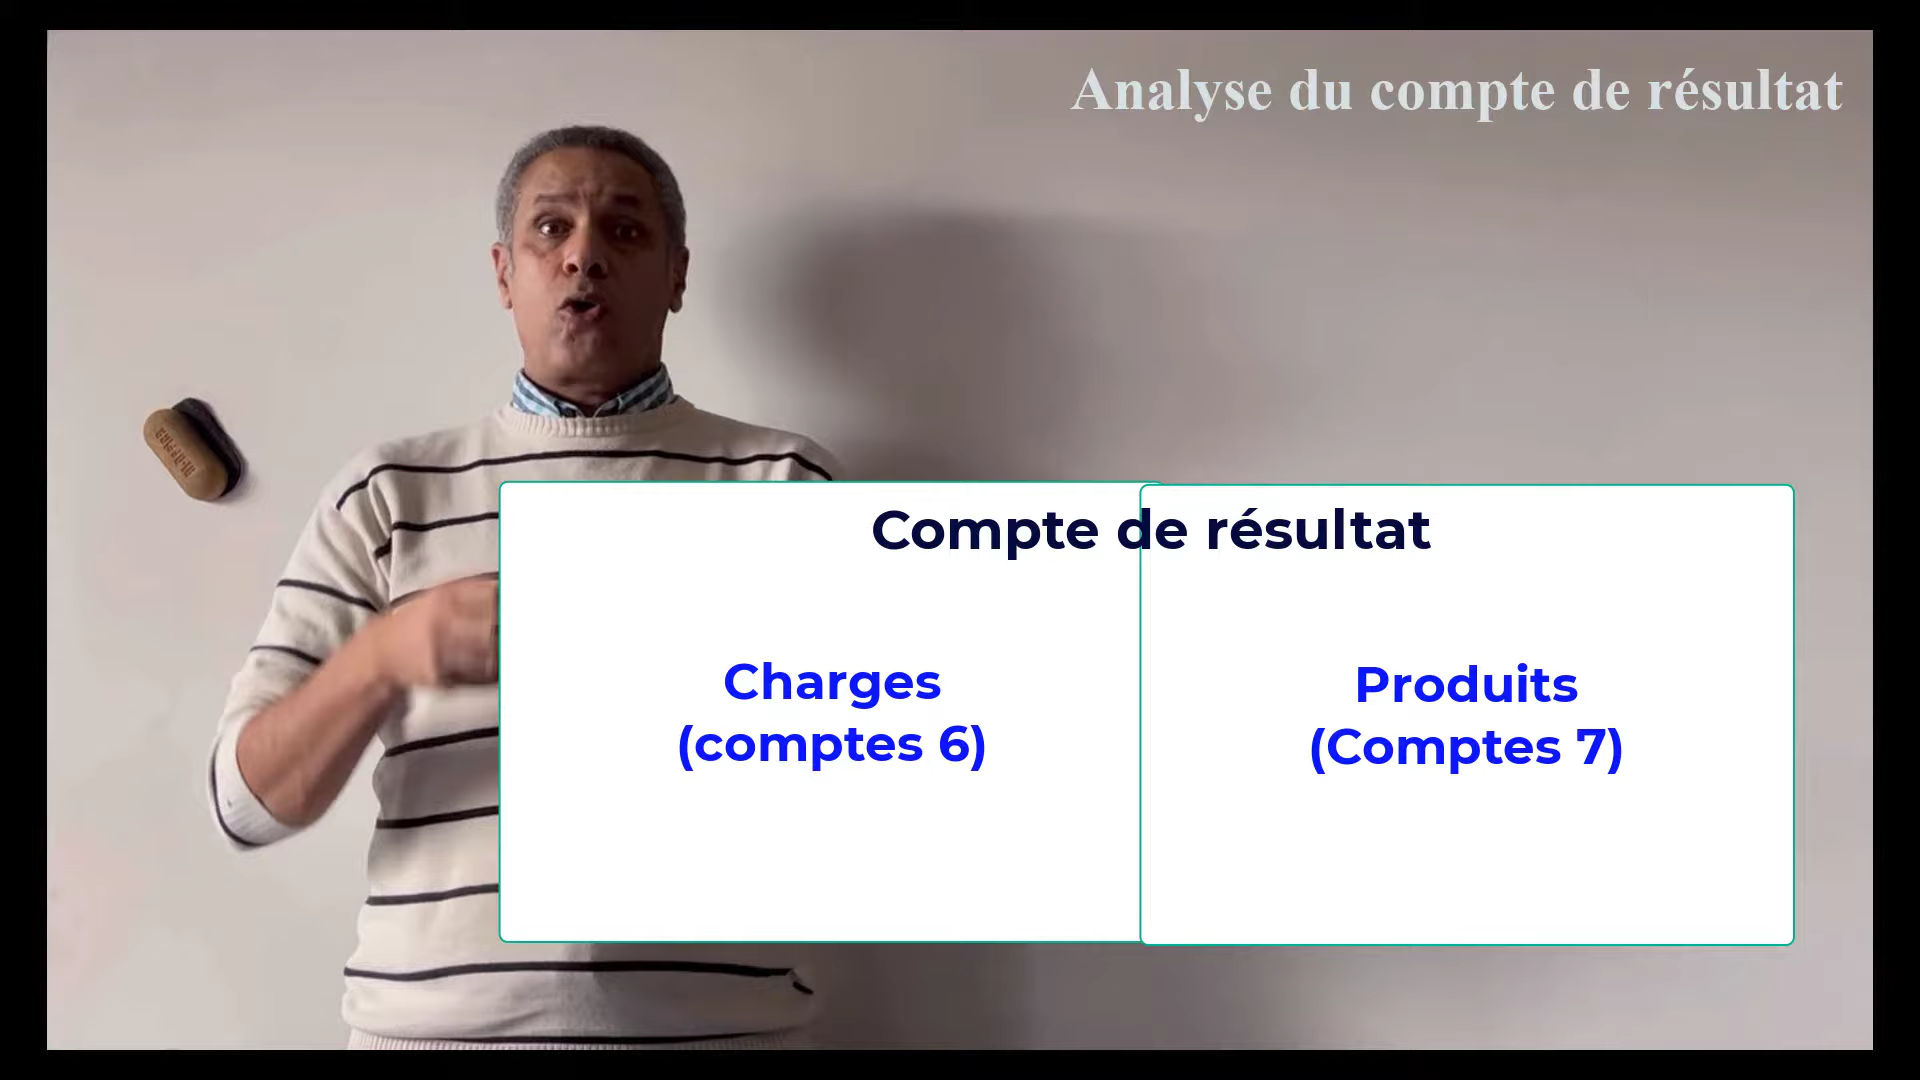 Analyse du compte de résultat
Compte de résultat
Charges
(comptes 6)
Produits
(Comptes 7)